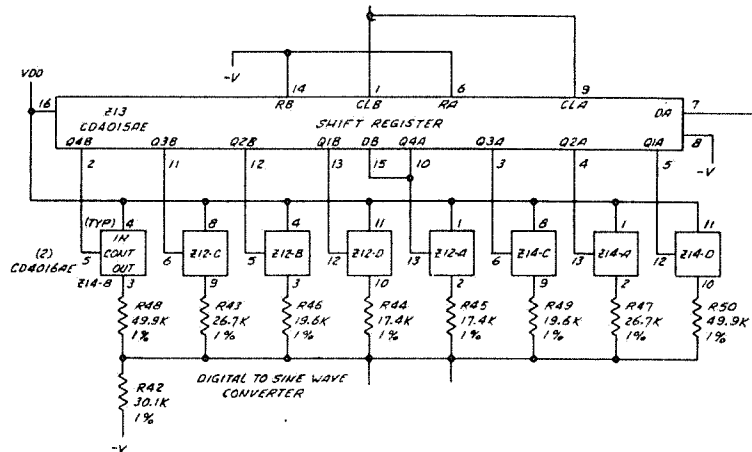 VDD
-V
14
1
6
9
16
RB
CLB
RA
CLA
DA
7
Z13
CD4015AE
SHIFT REGISTER
8
Q4B
Q3B
Q2B
Q1B
DB
Q4A
Q3A
Q2A
Q1A
2
11
12
13
15
10
3
4
5
-V
(TYP)
4
8
4
11
1
8
1
11
(2)
CD4016AE
5
IN
CONT
OUT
6
Z12-C
5
Z12-B
12
Z12-D
13
Z12-A
6
Z14-C
13
Z14-A
12
Z14-D
Z14-B
3
9
3
10
2
9
2
10
R48
49.9K
1%
R43
26.7K
1%
R46
19.6K
1%
R44
17.4K
1%
R45
17.4K
1%
R49
19.6K
1%
R47
26.7K
1%
R50
49.9K
1%
R42
30.1K
1%
DIGITAL TO SINE WAVE
CONVERTER
-V